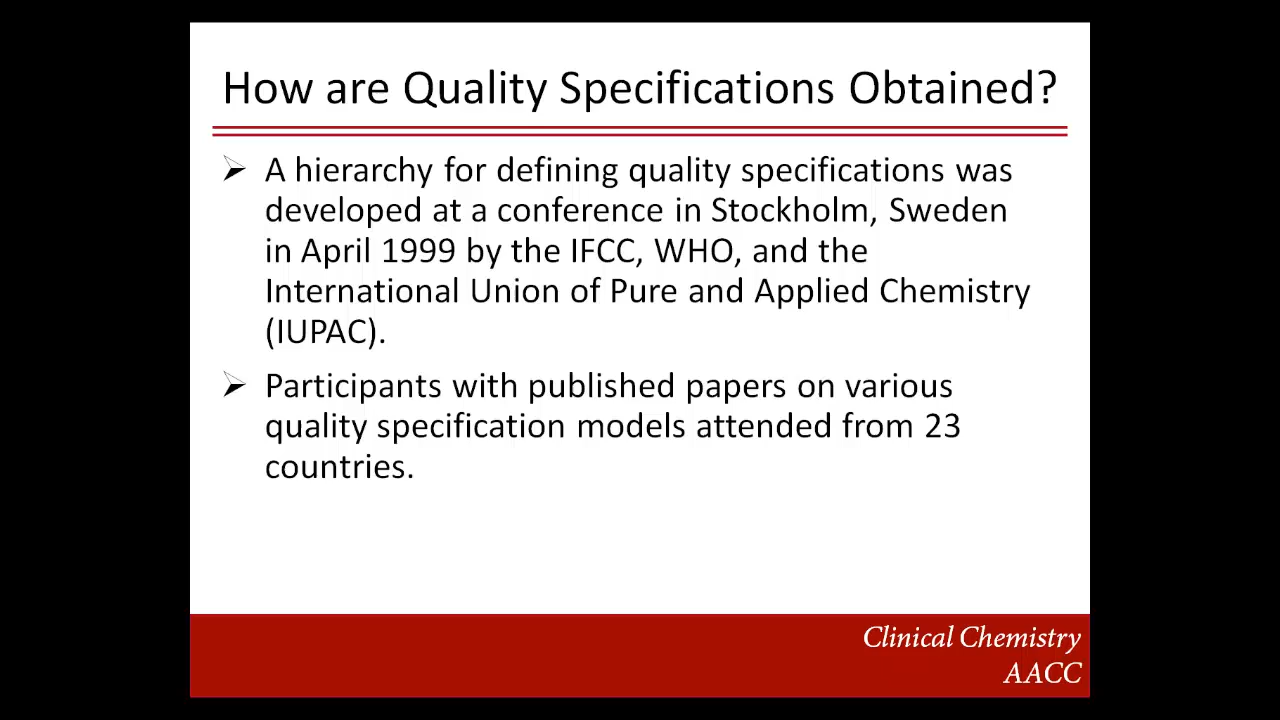 How are Quality Specifications Obtained?
A hierarchy for defining quality specifications was
developed at a conference in Stockholm, Sweden
in April 1999 by the IFCC, WHO, and the
International Union of Pure and Applied Chemistry
(IUPAC).
Participants with published papers on various
quality specification models attended from 23
countries.
Clinical Chemistry
AACC